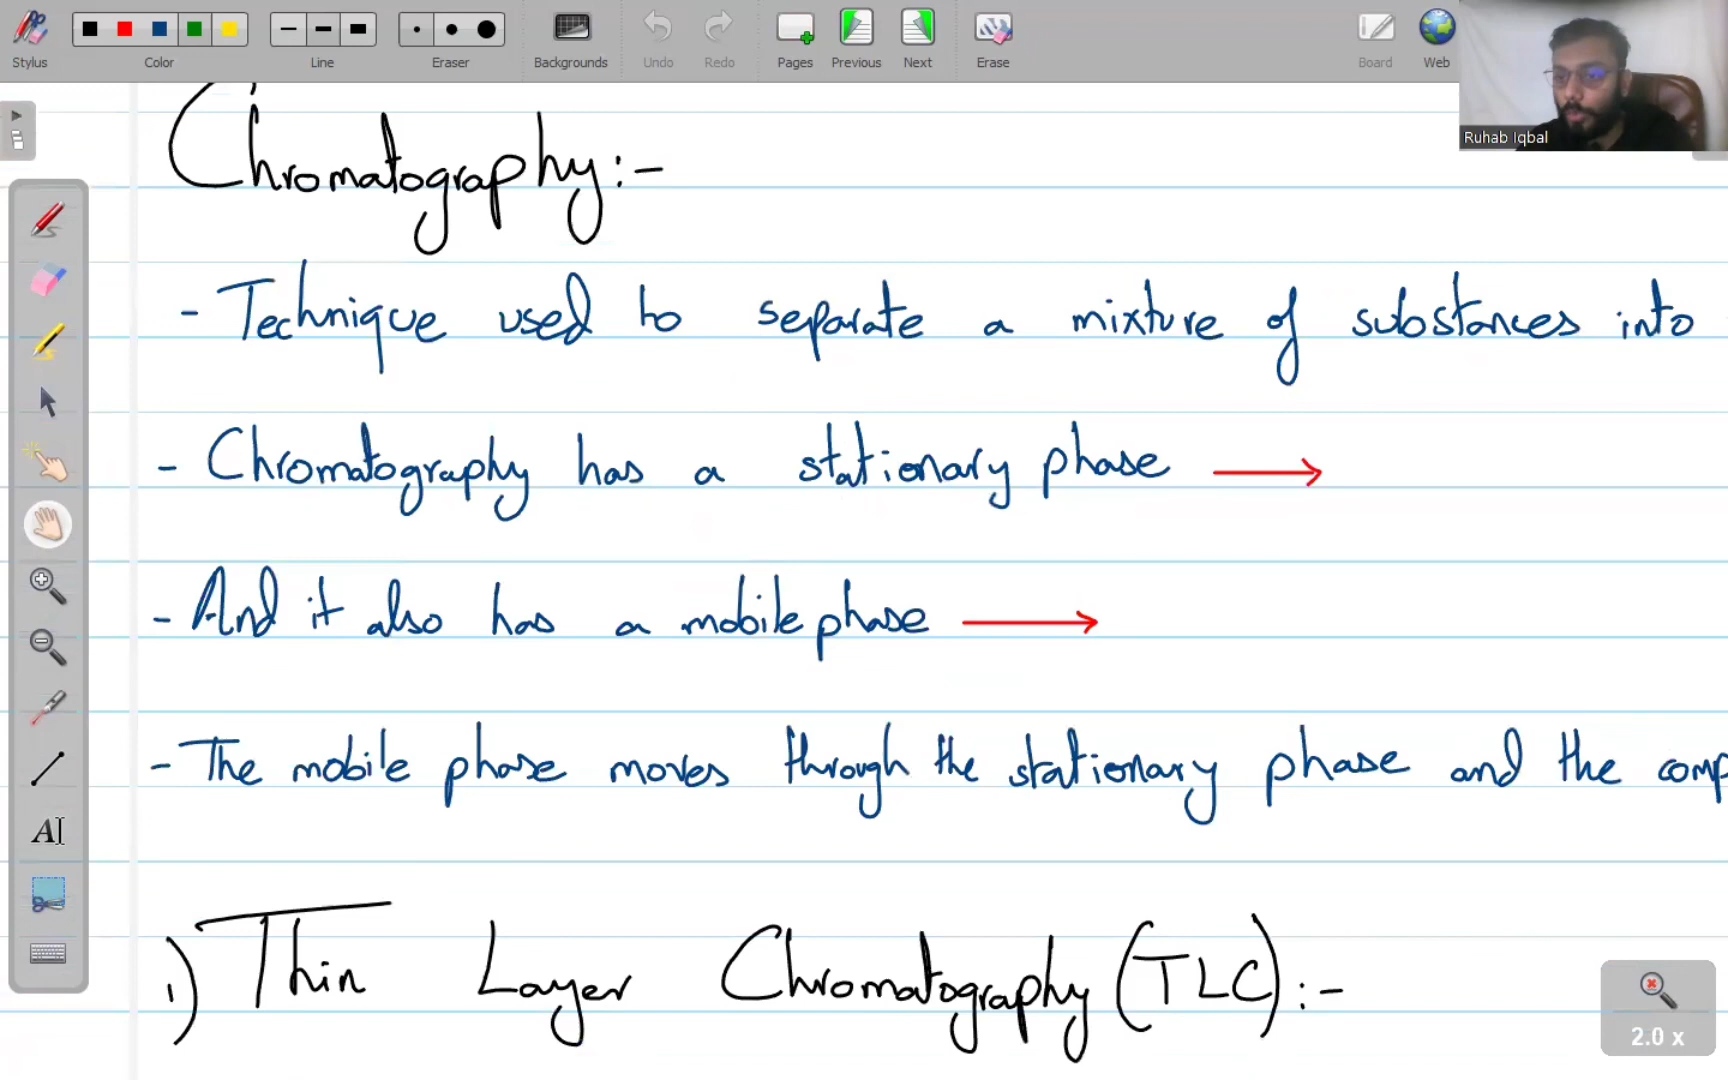 Stylus
Color
Line
Eraser
Backgrounds
Undo
Redo
Pages
Previous
Next
Erase
Board
Web
Ruhab Iqbal
Chromatography:-
- Technique used to separate a mixture of substances into
- Chromatography has a stationary phase →
- And it also has a mobile phase →
- The mobile phase moves through the stationary phase and the comp
1) Thin Layer Chromatography (TLC):-
2.0 x